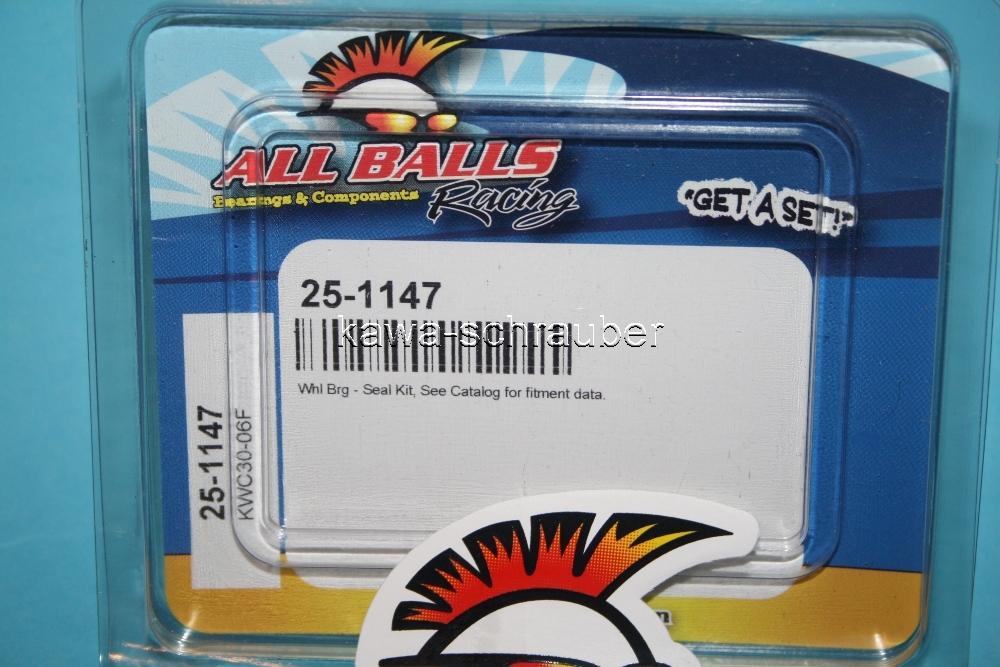 ALL BALLS
Bearings & Components
Racing
"GET A SET!"
25-1147
kawa-schrauber
Whl Brg - Seal Kit, See Catalog for fitment data.
25-1147
KWC30-06F